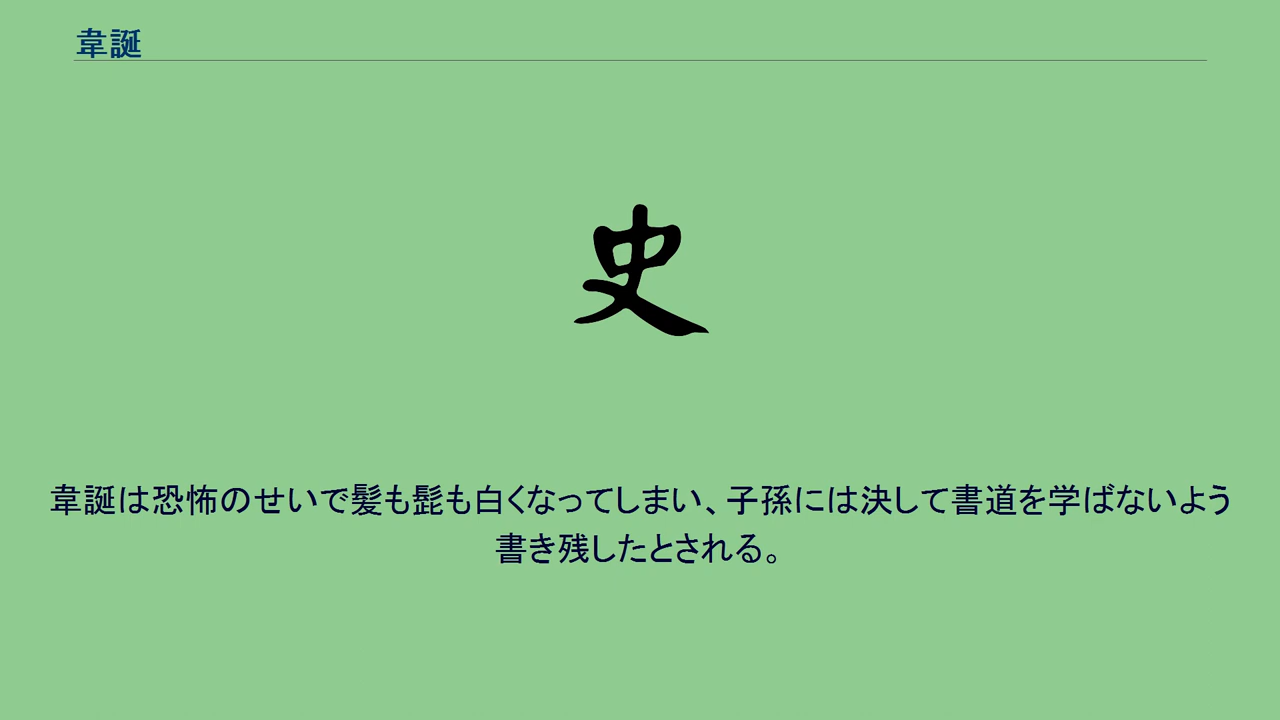 韋誕
史
韋誕は恐怖のせいで髪も髭も白くなってしまい、子孫には決して書道を学ばないよう
書き残したとされる。